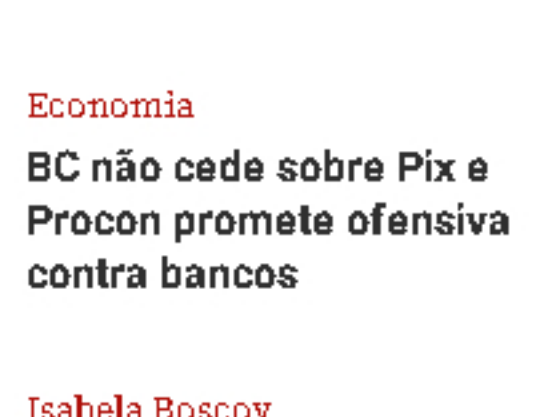 Economia
BC não cede sobre Pix e
Procon promete ofensiva
contra bancos
Isabela Boscov